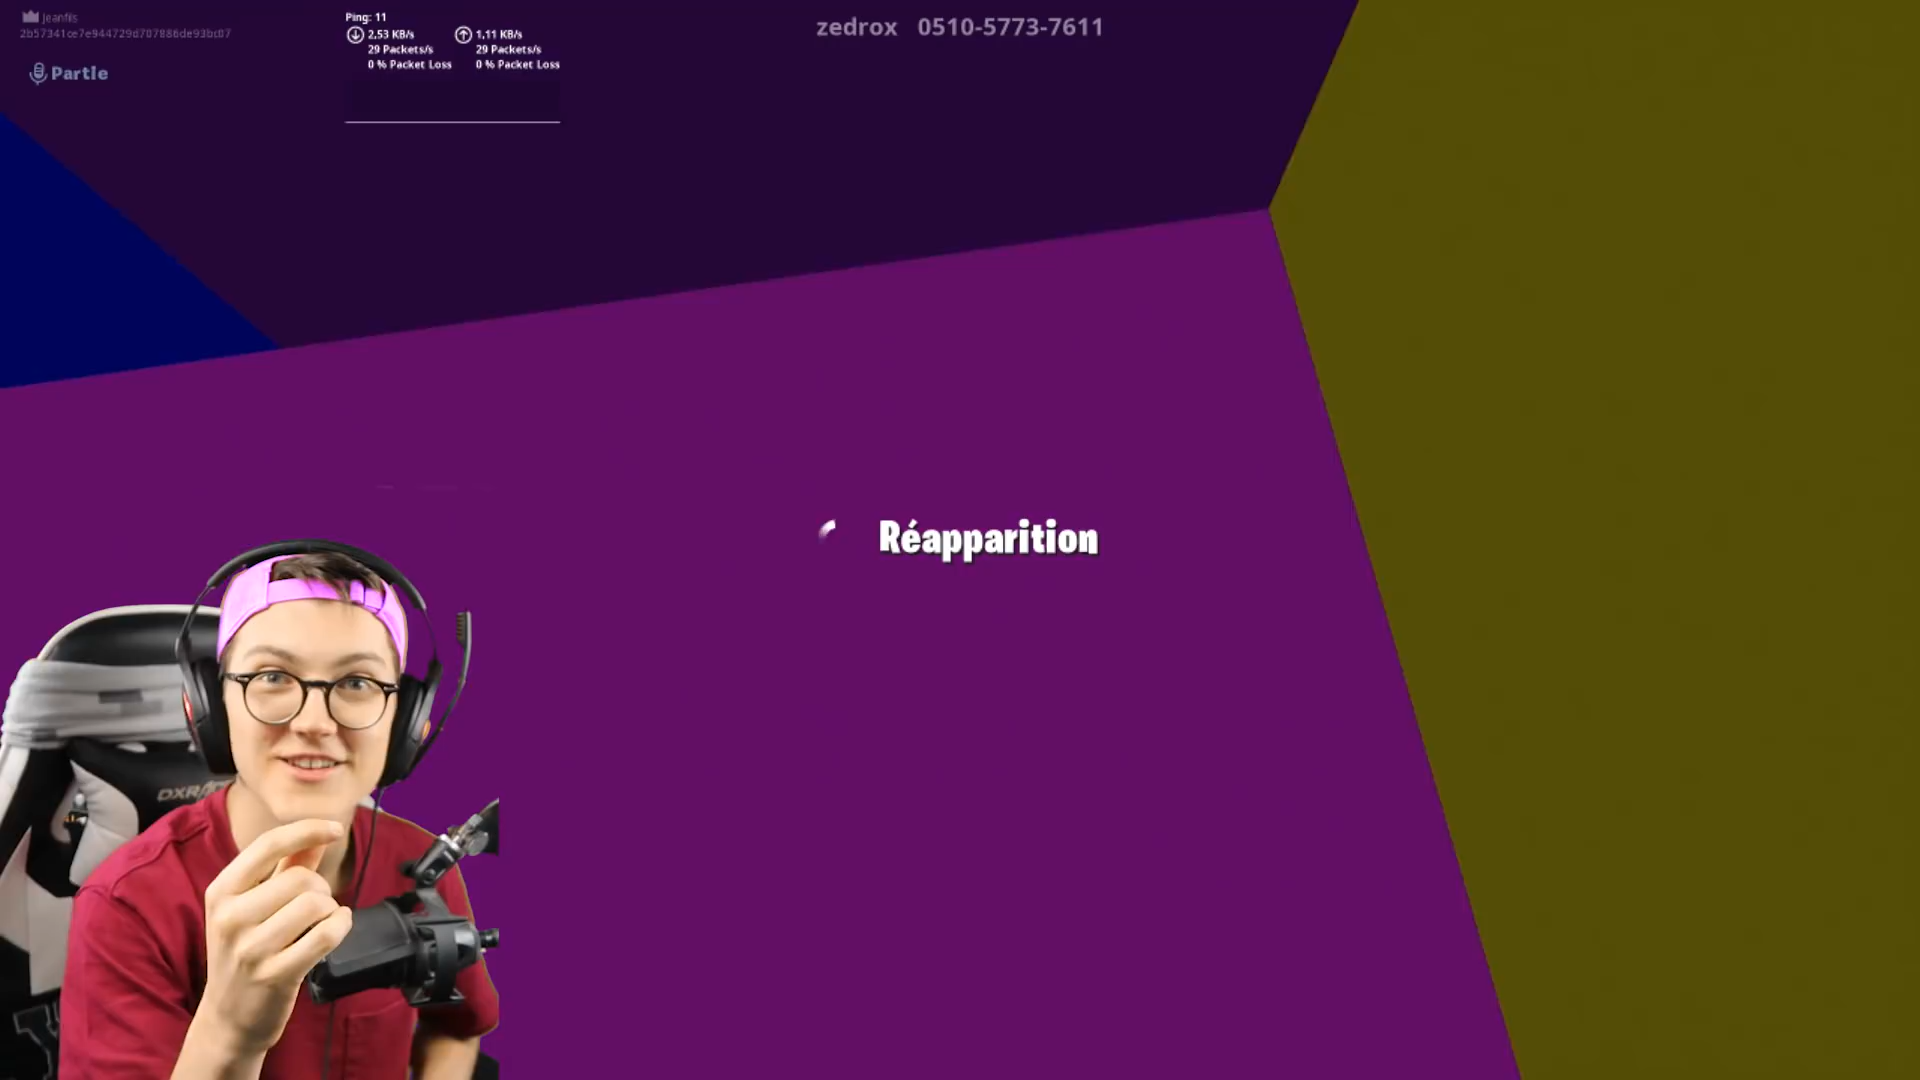 Jeanfils
Ping: 11
2b57341ce7e944729d707886de93bc07
2,53 KB/s 1,11 KB/s
29 Packets/s 29 Packets/s
0 % Packet Loss 0 % Packet Loss
zedrox 0510-5773-7611
Partie
Réapparition